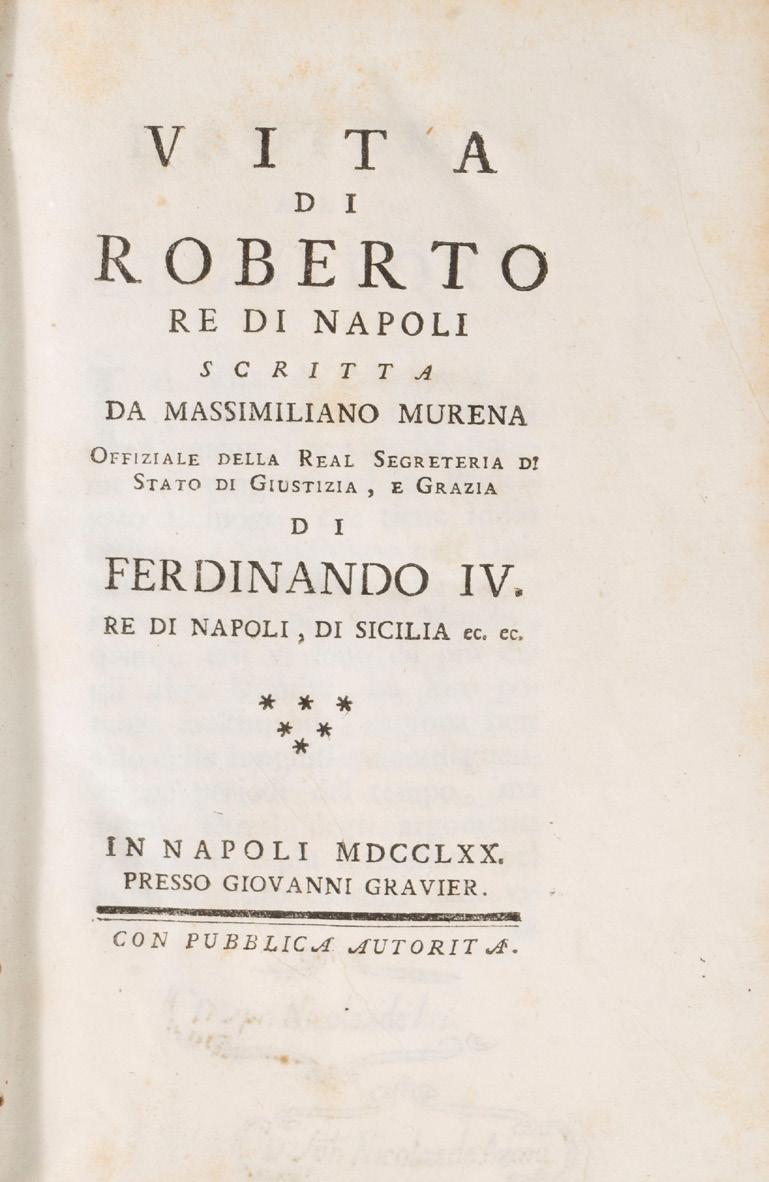 VITA
DI
ROBERTO
RE DI NAPOLI
SCRITTA
DA MASSIMILIANO MURENA
OFFIZIALE DELLA REAL SEGRETERIA DI
STATO DI GIUSTIZIA, E GRAZIA
DI
FERDINANDO IV.
RE DI NAPOLI, DI SICILIA ec. ec.
* * *
* *
*
IN NAPOLI MDCCLXX.
PRESSO GIOVANNI GRAVIER.
CON PUBBLICA AUTORITA.